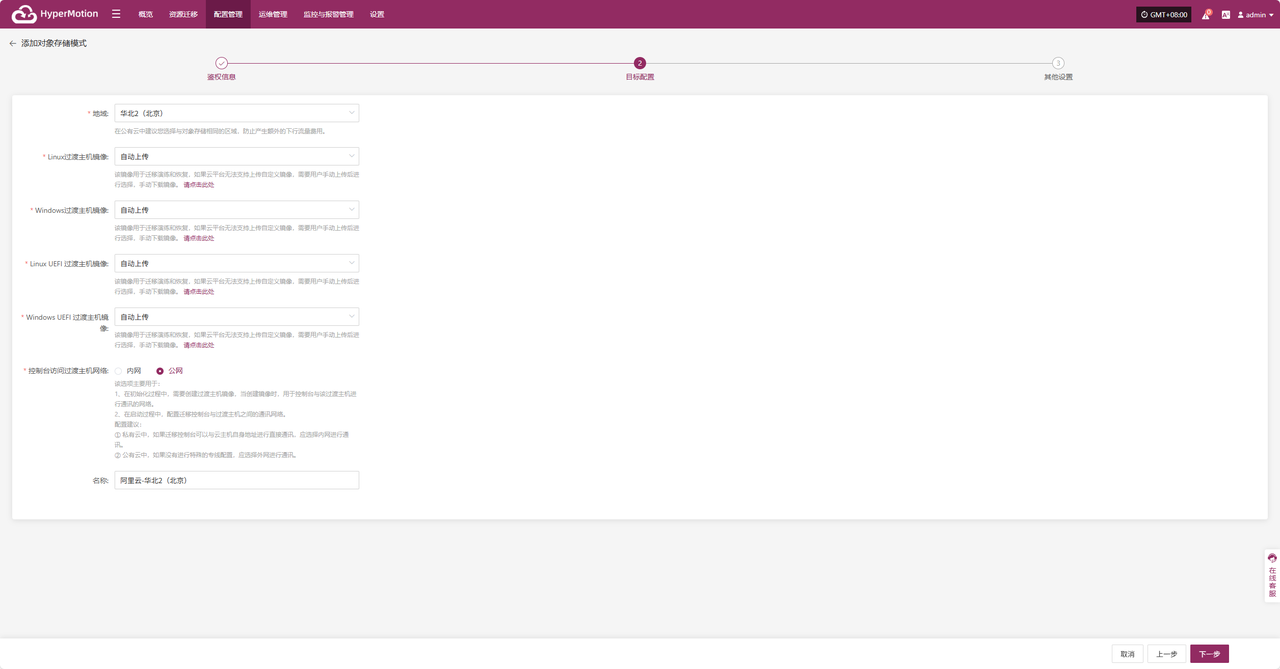 HyperMotion 概览 资源迁移 配置管理 运维管理 监控与报警管理 设置 GMT+08:00 admin
添加对象存储模式
2 3
鉴权信息 目标配置 其他设置
* 地域: 华北2（北京）
在公有云中建议您选择与对象存储相同的区域，防止产生额外的下行流量费用。
* Linux过渡主机镜像: 自动上传
该镜像用于迁移演练和恢复，如果云平台无法支持上传自定义镜像，需要用户手动上传后进
行选择，手动下载镜像。 请点击此处
* Windows过渡主机镜像: 自动上传
该镜像用于迁移演练和恢复，如果云平台无法支持上传自定义镜像，需要用户手动上传后进
行选择，手动下载镜像。 请点击此处
* Linux UEFI 过渡主机镜像: 自动上传
该镜像用于迁移演练和恢复，如果云平台无法支持上传自定义镜像，需要用户手动上传后进
行选择，手动下载镜像。 请点击此处
* Windows UEFI 过渡主机镜 自动上传
像:
该镜像用于迁移演练和恢复，如果云平台无法支持上传自定义镜像，需要用户手动上传后进
行选择，手动下载镜像。 请点击此处
* 控制台访问过渡主机网络: 内网 公网
该选项主要用于：
1、在初始化过程中，需要创建过渡主机镜像，当创建镜像时，用于控制台与该过渡主机进
行通讯的网络。
2、在启动过程中，配置迁移控制台与过渡主机之间的通讯网络。
配置建议：
① 私有云中，如果迁移控制台可以与云主机自身地址进行直接通讯，应选择内网进行通
讯。
② 公有云中，如果没有进行特殊的专线配置，应选择外网进行通讯。
名称: 阿里云-华北2（北京）
在线客服
取消 上一步 下一步